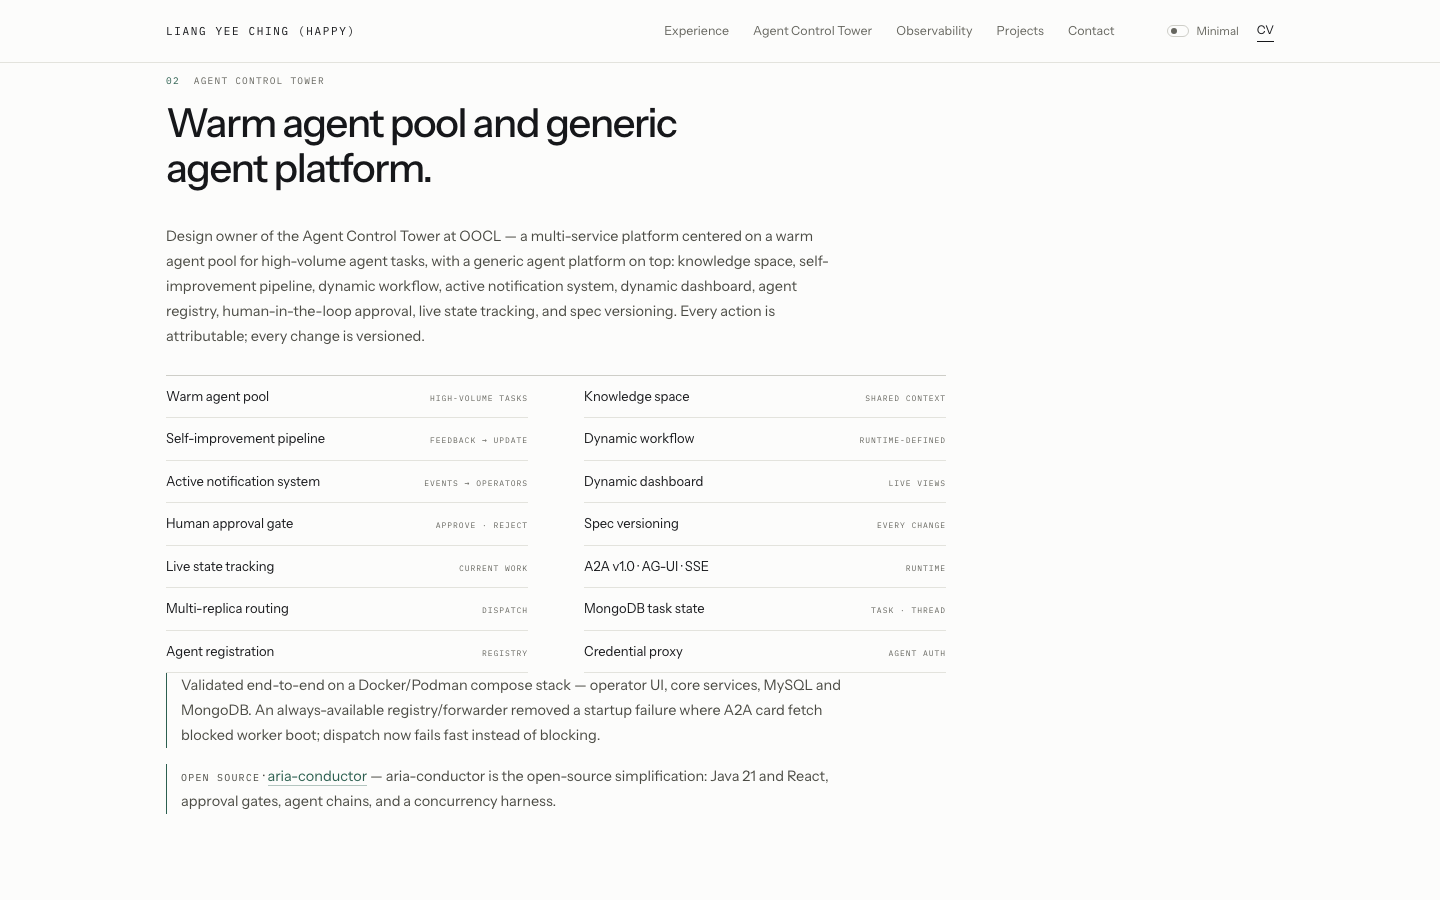 LIANG YEE CHING (HAPPY)
Experience
Agent Control Tower
Observability
Projects
Contact
Minimal
CV
02 AGENT CONTROL TOWER
Warm agent pool and generic
agent platform.
Design owner of the Agent Control Tower at OOCL — a multi-service platform centered on a warm
agent pool for high-volume agent tasks, with a generic agent platform on top: knowledge space, self-
improvement pipeline, dynamic workflow, active notification system, dynamic dashboard, agent
registry, human-in-the-loop approval, live state tracking, and spec versioning. Every action is
attributable; every change is versioned.
Warm agent pool HIGH-VOLUME TASKS
Knowledge space SHARED CONTEXT
Self-improvement pipeline FEEDBACK → UPDATE
Dynamic workflow RUNTIME-DEFINED
Active notification system EVENTS → OPERATORS
Dynamic dashboard LIVE VIEWS
Human approval gate APPROVE · REJECT
Spec versioning EVERY CHANGE
Live state tracking CURRENT WORK
A2A v1.0 · AG-UI · SSE RUNTIME
Multi-replica routing DISPATCH
MongoDB task state TASK · THREAD
Agent registration REGISTRY
Credential proxy AGENT AUTH
Validated end-to-end on a Docker/Podman compose stack — operator UI, core services, MySQL and
MongoDB. An always-available registry/forwarder removed a startup failure where A2A card fetch
blocked worker boot; dispatch now fails fast instead of blocking.
OPEN SOURCE · aria-conductor — aria-conductor is the open-source simplification: Java 21 and React,
approval gates, agent chains, and a concurrency harness.